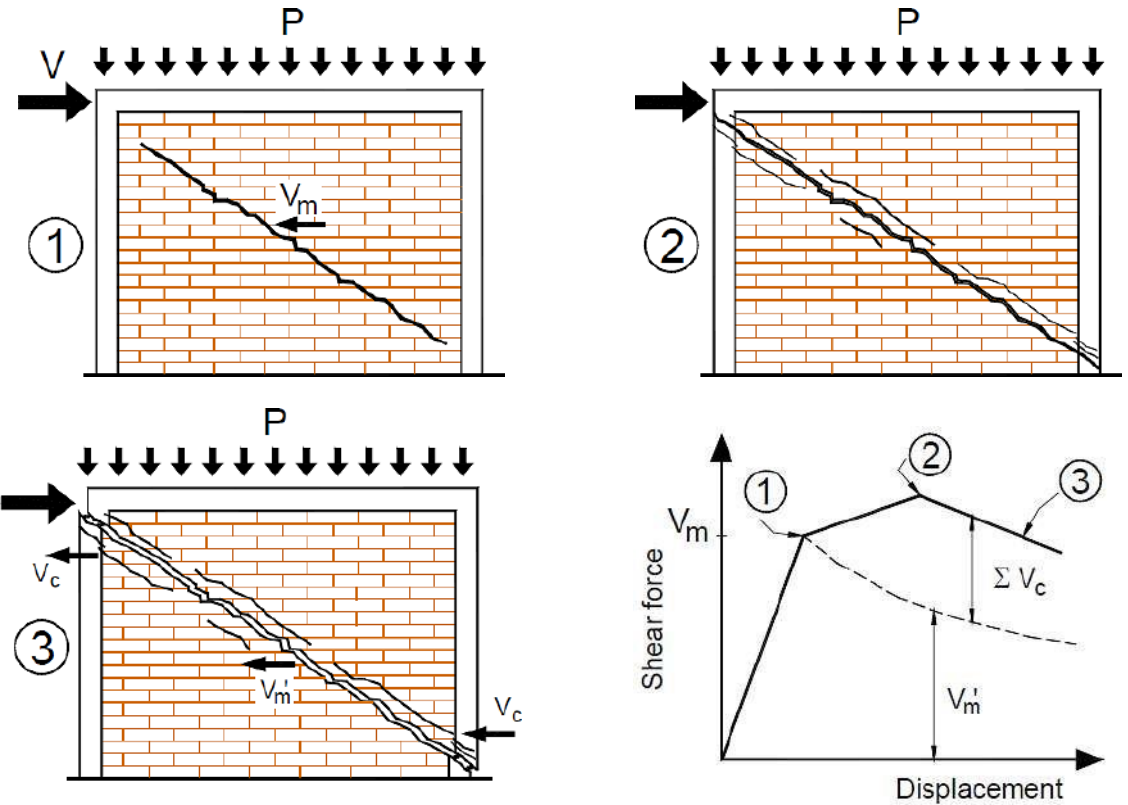 P
V
Vm
1
P
2
P
Vc
3
Vm'
Vc
Shear force
Vm
1
2
3
Σ Vc
Vm'
Displacement